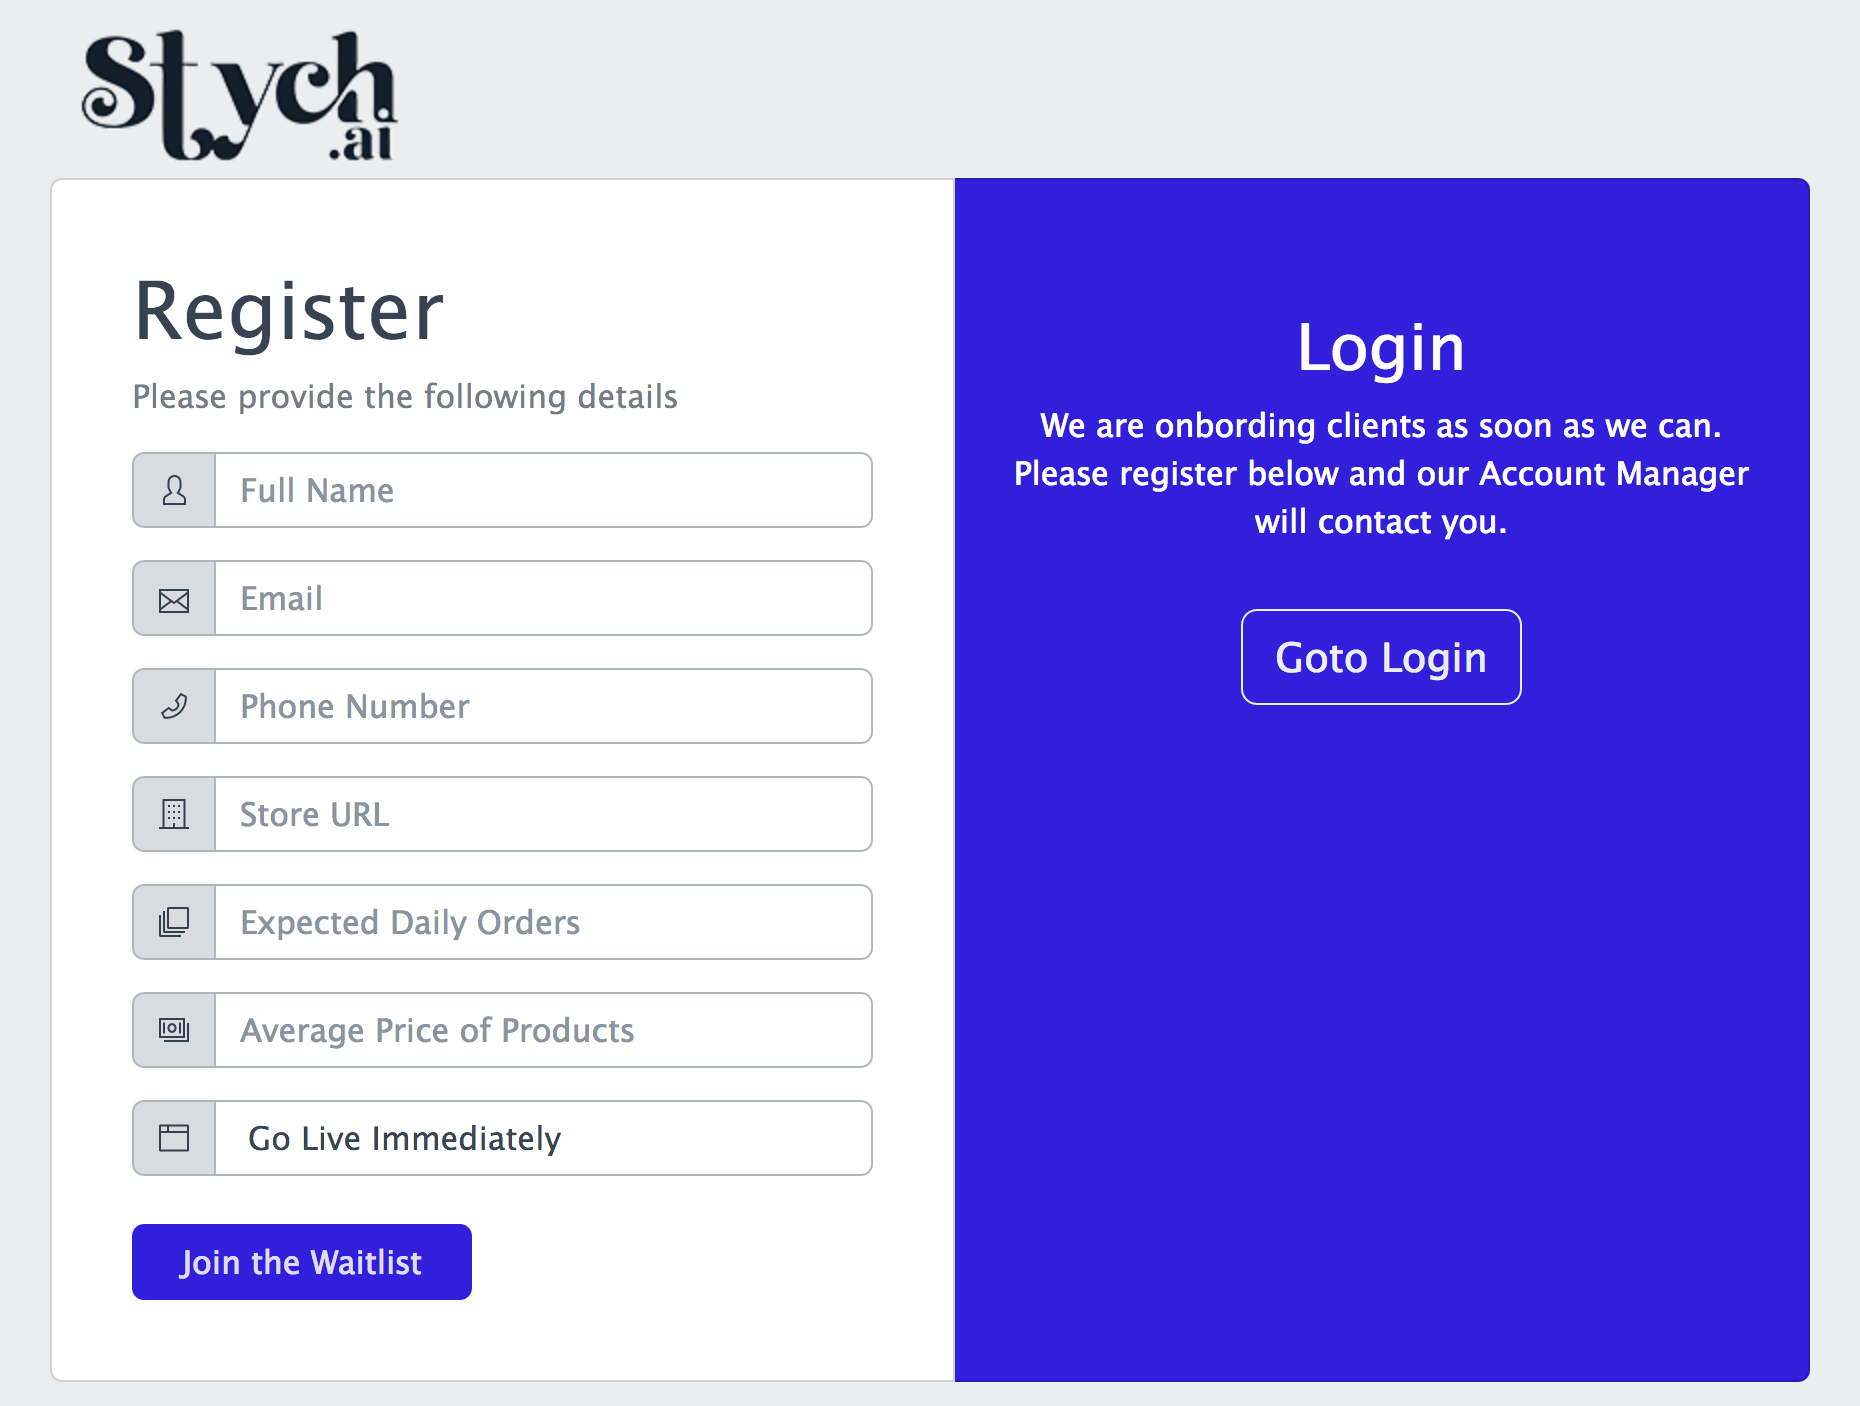 Stych
.ai
Register
Please provide the following details
Full Name
Email
Phone Number
Store URL
Expected Daily Orders
Average Price of Products
Go Live Immediately
Join the Waitlist
Login
We are onbording clients as soon as we can.
Please register below and our Account Manager
will contact you.
Goto Login